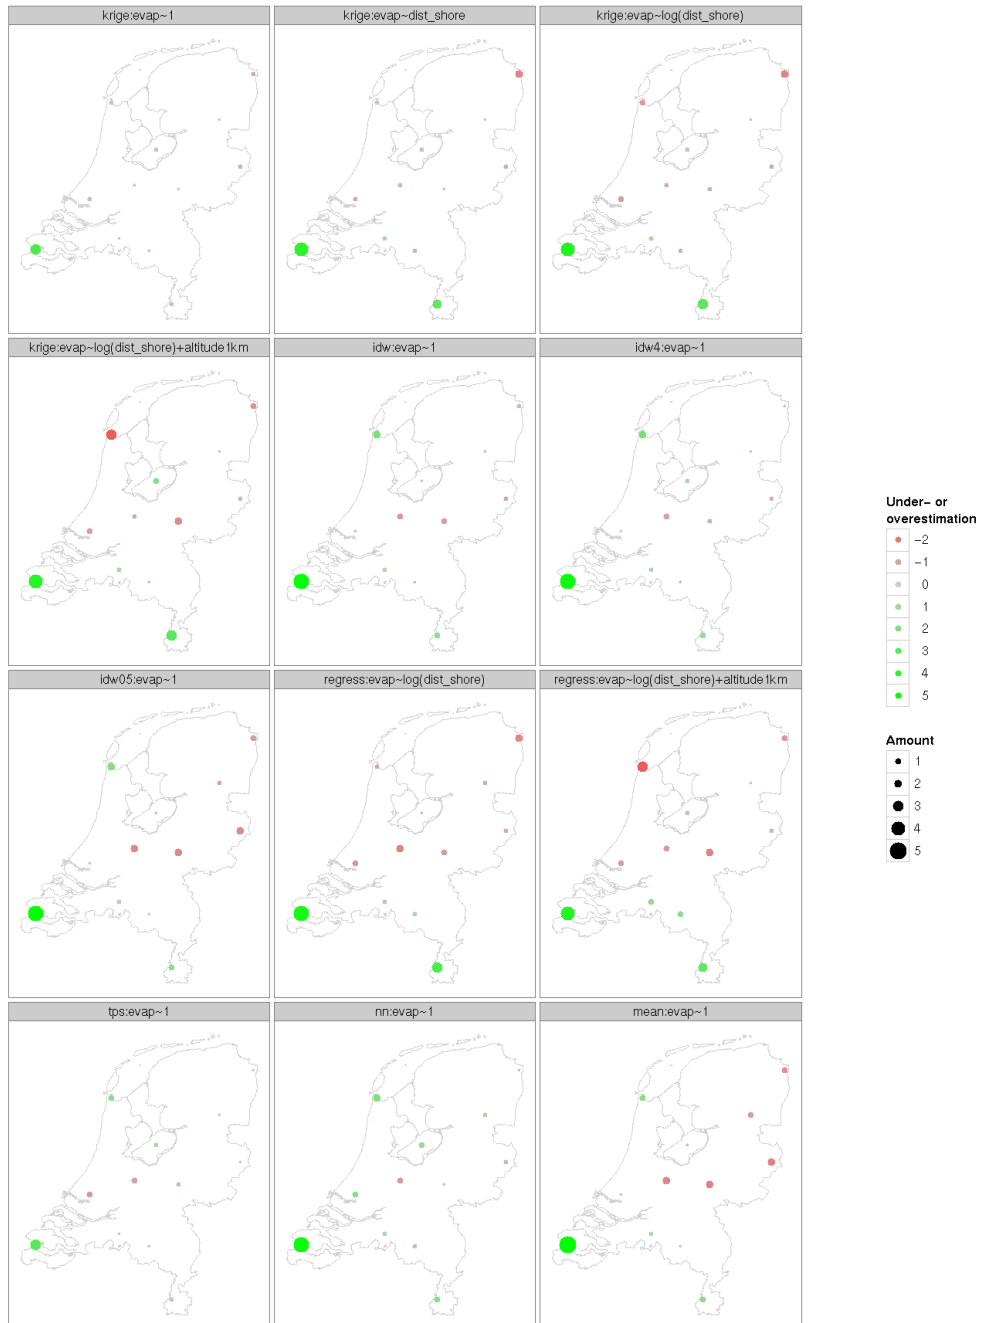 krige:evap~1
krige:evap~dist_shore
krige:evap~log(dist_shore)
krige:evap~log(dist_shore)+altitude1km
idw:evap~1
idw4:evap~1
idw05:evap~1
regress:evap~log(dist_shore)
regress:evap~log(dist_shore)+altitude1km
tps:evap~1
nn:evap~1
mean:evap~1
Under− or
overestimation
−2
−1
0
1
2
3
4
5
Amount
1
2
3
4
5